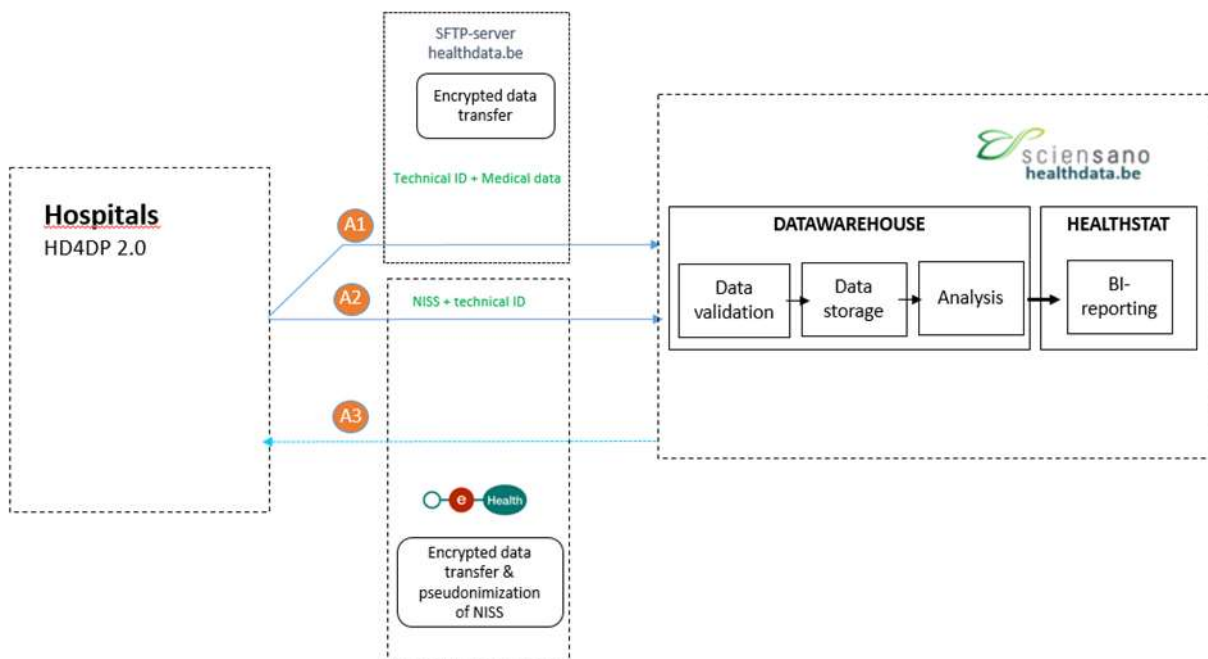 SFTP-server
healthdata.be
Encrypted data
transfer
Technical ID + Medical data
Hospitals
HD4DP 2.0
A1
A2
NISS + technical ID
A3
e
Health
Encrypted data
transfer &
pseudonimization
of NISS
sciensano
healthdata.be
DATAWAREHOUSE
Data
validation
Data
storage
Analysis
HEALTHSTAT
BI-
reporting